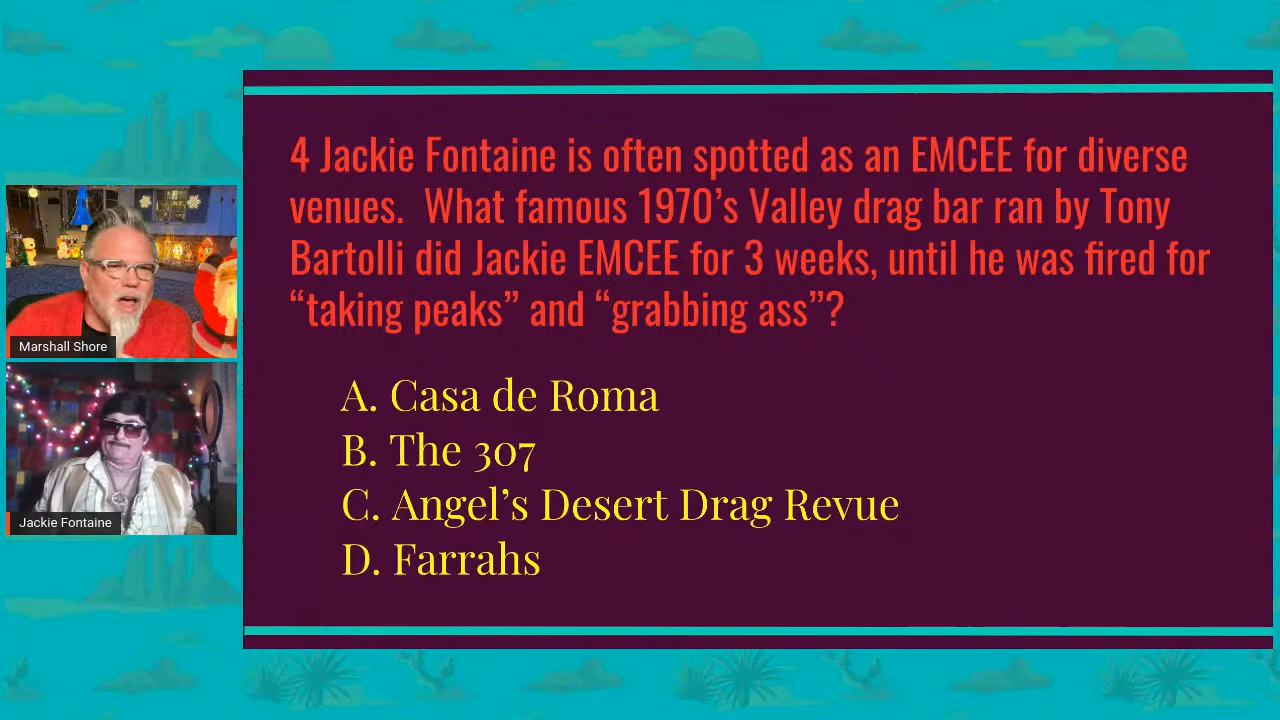 4 Jackie Fontaine is often spotted as an EMCEE for diverse
venues.  What famous 1970’s Valley drag bar ran by Tony
Bartolli did Jackie EMCEE for 3 weeks, until he was fired for
“taking peaks” and “grabbing ass”?
A. Casa de Roma
B. The 307
C. Angel’s Desert Drag Revue
D. Farrahs
Marshall Shore
Jackie Fontaine